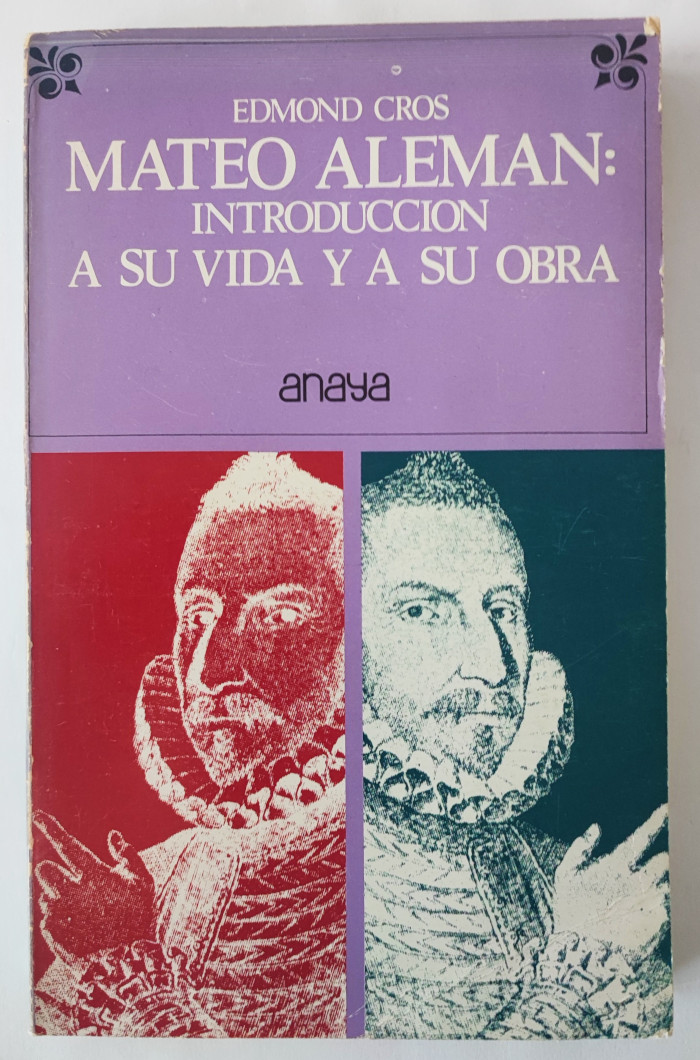 EDMOND CROS
MATEO ALEMAN:
INTRODUCCION
A SU VIDA Y A SU OBRA
anaya